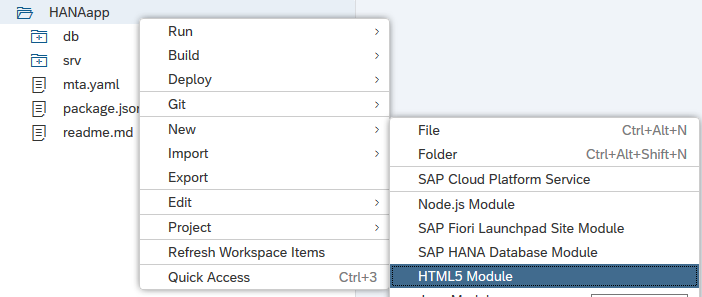 HANAapp
db
srv
mta.yaml
package.json
readme.md
Run
Build
Deploy
Git
New
Import
Export
Edit
Project
Refresh Workspace Items
Quick Access Ctrl+3
File Ctrl+Alt+N
Folder Ctrl+Alt+Shift+N
SAP Cloud Platform Service
Node.js Module
SAP Fiori Launchpad Site Module
SAP HANA Database Module
HTML5 Module